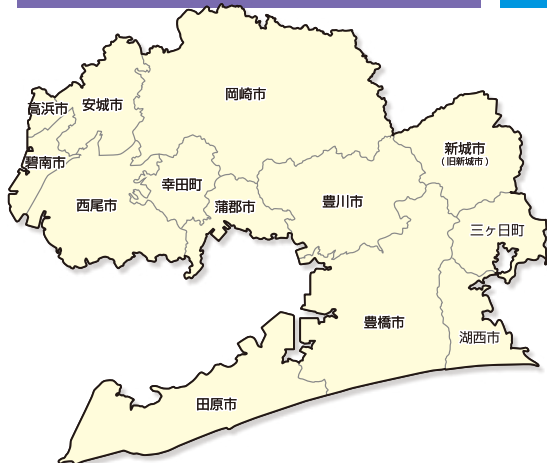 岡崎市
高浜市
安城市
碧南市
新城市
(旧新城市)
幸田町
西尾市
蒲郡市
豊川市
三ヶ日町
豊橋市
湖西市
田原市